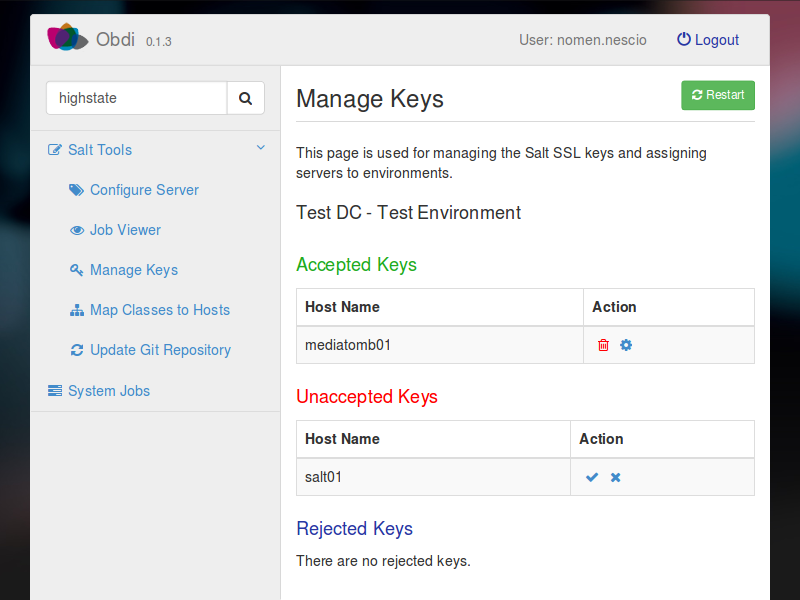 Obdi 0.1.3
User: nomen.nescio
Logout
highstate
Salt Tools
Configure Server
Job Viewer
Manage Keys
Map Classes to Hosts
Update Git Repository
System Jobs
Manage Keys
Restart
This page is used for managing the Salt SSL keys and assigning
servers to environments.
Test DC - Test Environment
Accepted Keys
Host Name Action
mediatomb01
Unaccepted Keys
Host Name Action
salt01
Rejected Keys
There are no rejected keys.